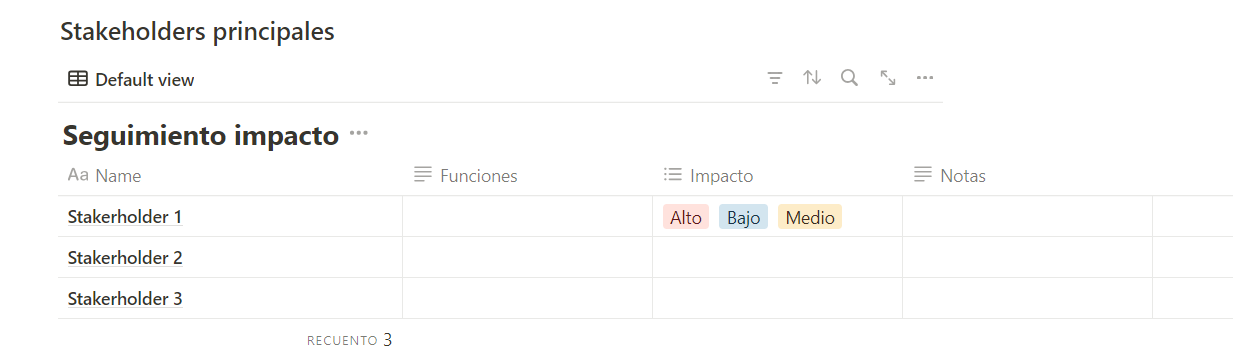 Stakeholders principales
Default view
Seguimiento impacto
Aa Name Funciones Impacto Notas
Stakerholder 1 Alto Bajo Medio
Stakerholder 2
Stakerholder 3
RECUENTO 3